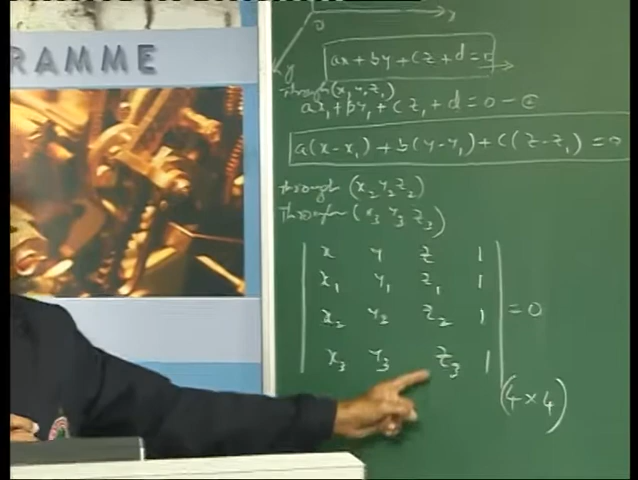 RAMME
o
y
ax + by + cz + d = 0
through (x₁ y₁ z₁)
ax₁ + by₁ + cz₁ + d = 0 - ②
a(x - x₁) + b(y - y₁) + c(z - z₁) = 0
through (x₂ y₂ z₂)
through (x₃ y₃ z₃)
x y z 1
x₁ y₁ z₁ 1
x₂ y₂ z₂ 1 = 0
x₃ y₃ z₃ 1
(4 × 4)